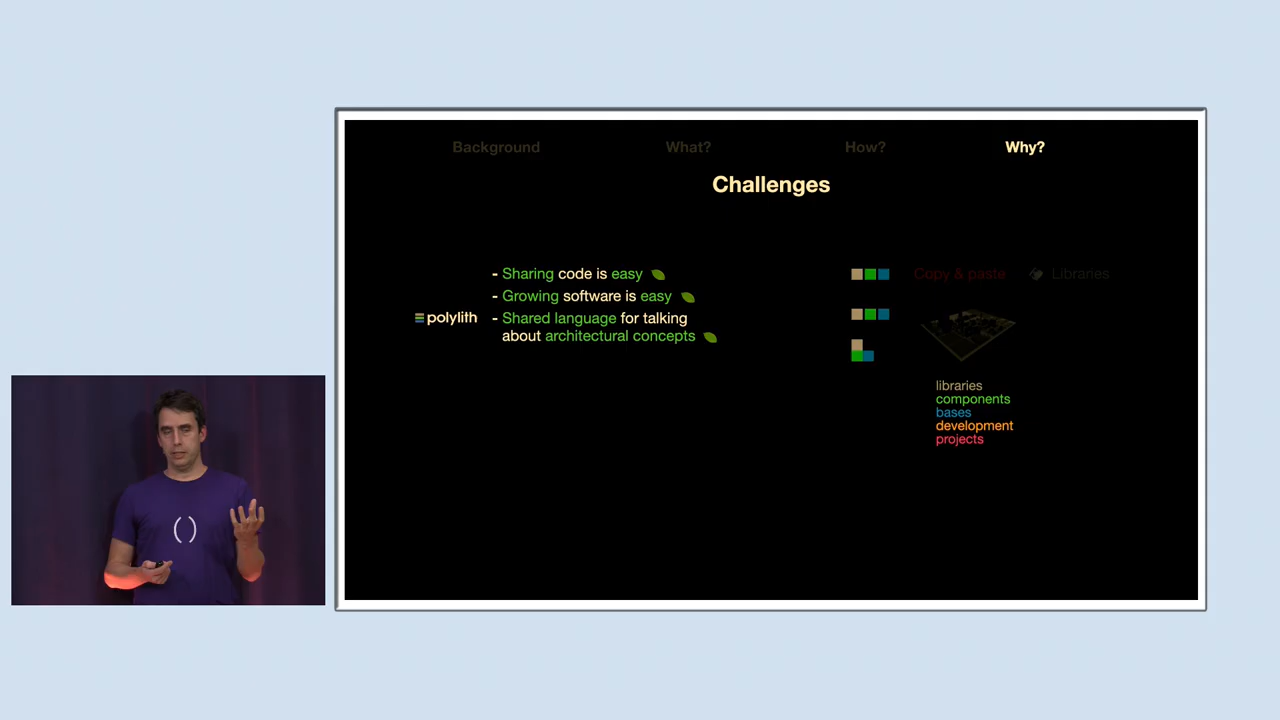 Background What? How? Why?
Challenges
- Sharing code is easy
Copy & paste Libraries
- Growing software is easy
polylith
- Shared language for talking
about architectural concepts
libraries
components
bases
development
projects
()